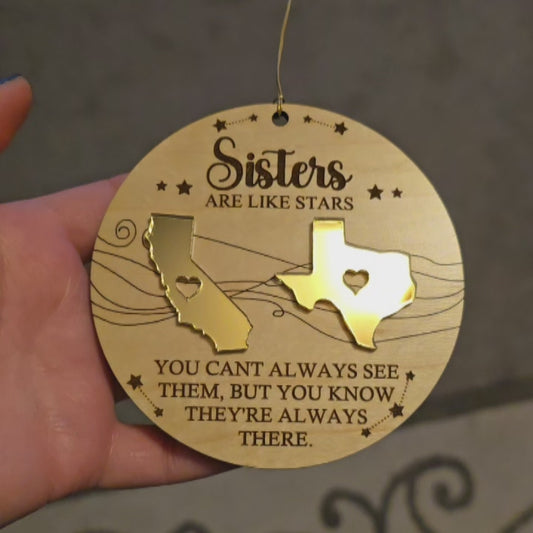 Sisters
ARE LIKE STARS
YOU CANT ALWAYS SEE
THEM, BUT YOU KNOW
THEY'RE ALWAYS
THERE.